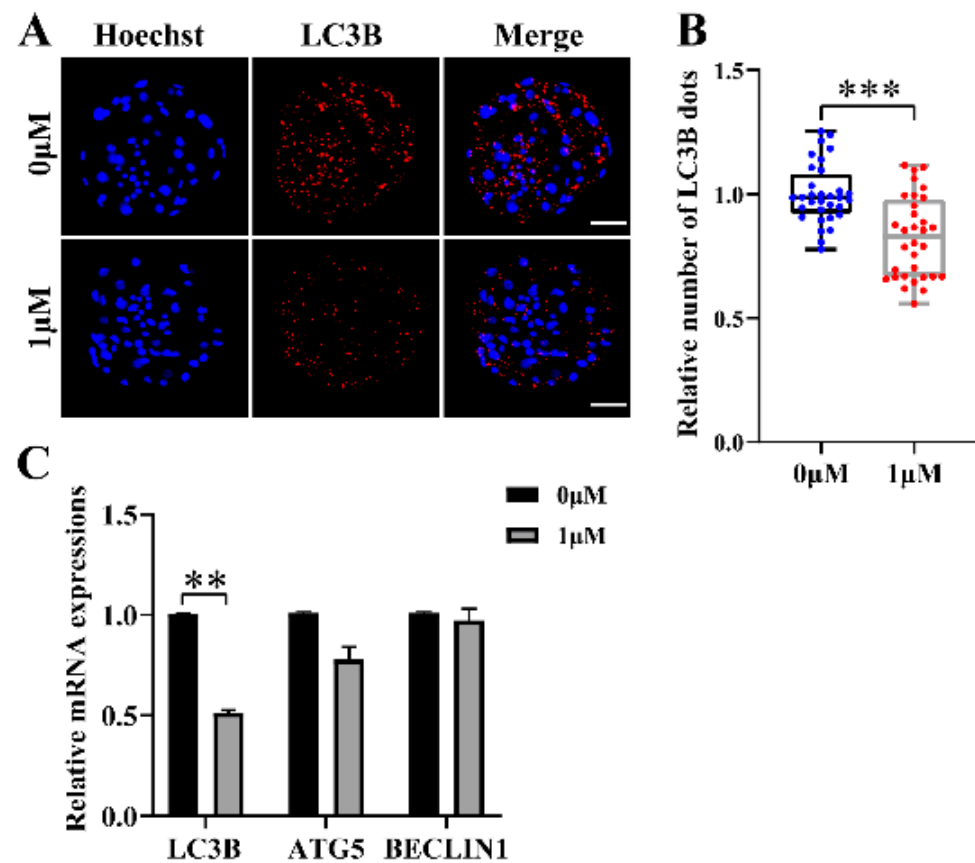 A
Hoechst LC3B Merge
0μM
1μM
B
Relative number of LC3B dots
1.5
1.0
0.5
0.0
***
0μM 1μM
C
Relative mRNA expressions
1.5
1.0
0.5
0.0
**
0μM
1μM
LC3B ATG5 BECLIN1